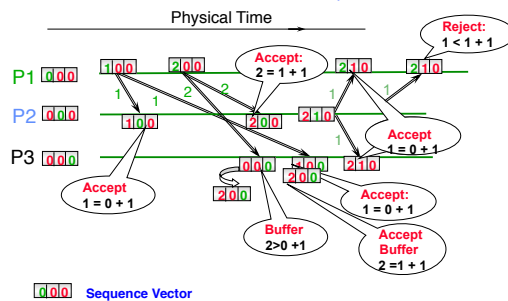 Physical Time
Reject:
1 < 1 + 1
Accept:
2 = 1 + 1
P1 0 0 0
1 0 0
2 0 0
2 1 0
2 1 0
1
1
2
2
1
1
P2 0 0 0
1 0 0
2 0 0
2 1 0
1
Accept
1 = 0 + 1
P3 0 0 0
0 0 0
1 0 0
2 1 0
2 0 0
2 0 0
Accept
1 = 0 + 1
Accept:
1 = 0 + 1
Buffer
2>0 +1
Accept
Buffer
2 =1 + 1
0 0 0 Sequence Vector